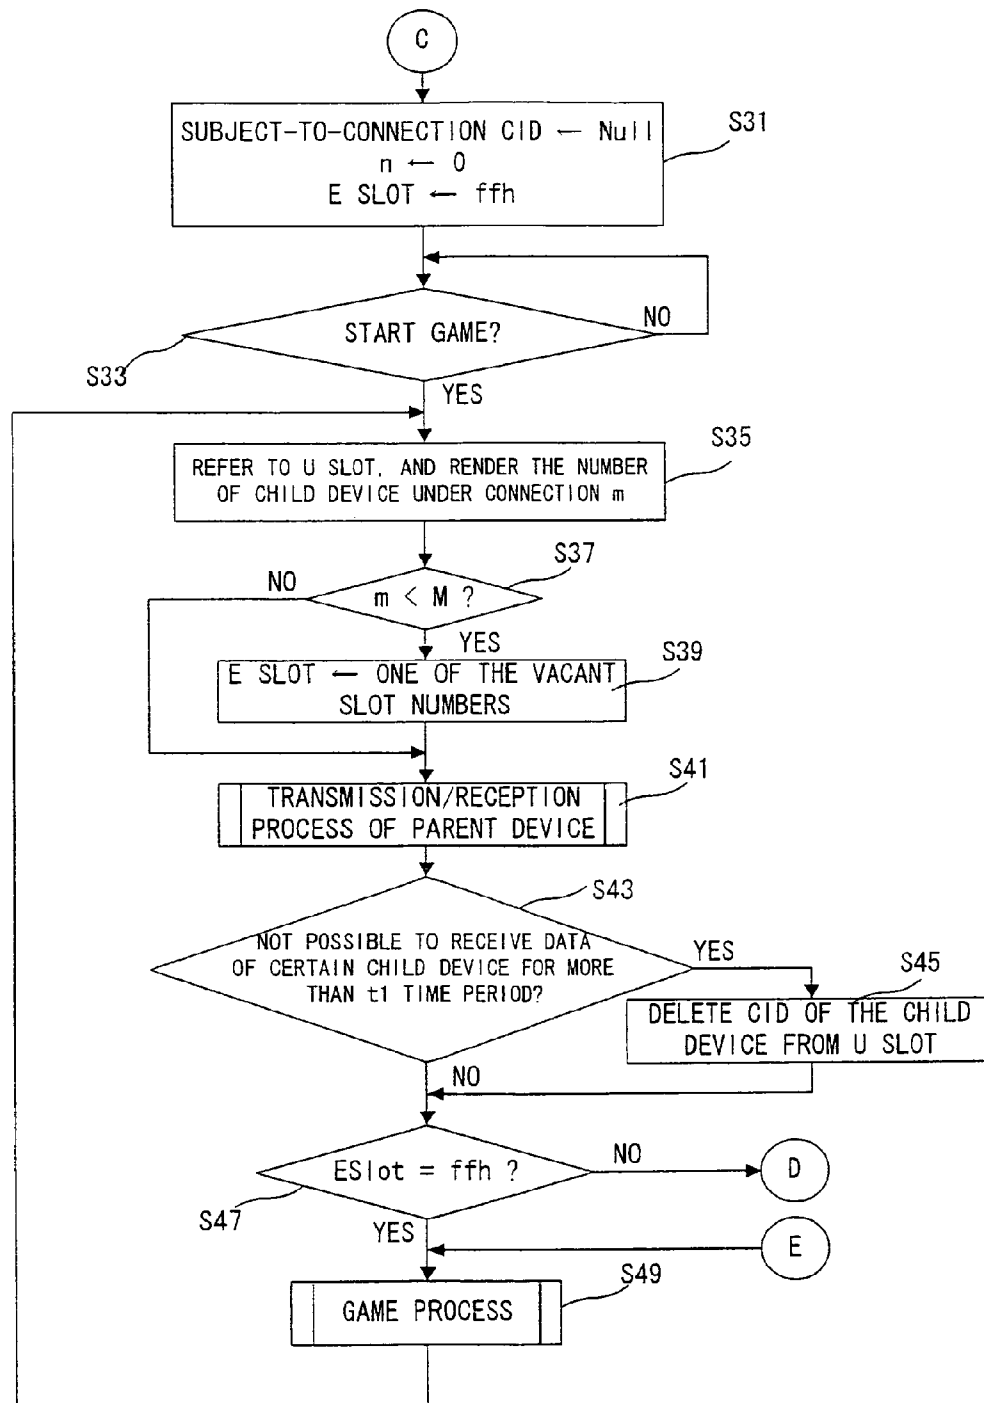 C
SUBJECT-TO-CONNECTION CID ← Null
n ← 0
E SLOT ← ffh
S31
START GAME?
NO
S33
YES
S35
REFER TO U SLOT, AND RENDER THE NUMBER
OF CHILD DEVICE UNDER CONNECTION m
S37
NO
m < M ?
YES
S39
E SLOT ← ONE OF THE VACANT
SLOT NUMBERS
S41
TRANSMISSION/RECEPTION
PROCESS OF PARENT DEVICE
S43
NOT POSSIBLE TO RECEIVE DATA
OF CERTAIN CHILD DEVICE FOR MORE
THAN t1 TIME PERIOD?
YES
S45
DELETE CID OF THE CHILD
DEVICE FROM U SLOT
NO
ESlot = ffh ?
NO
D
S47
YES
E
S49
GAME PROCESS